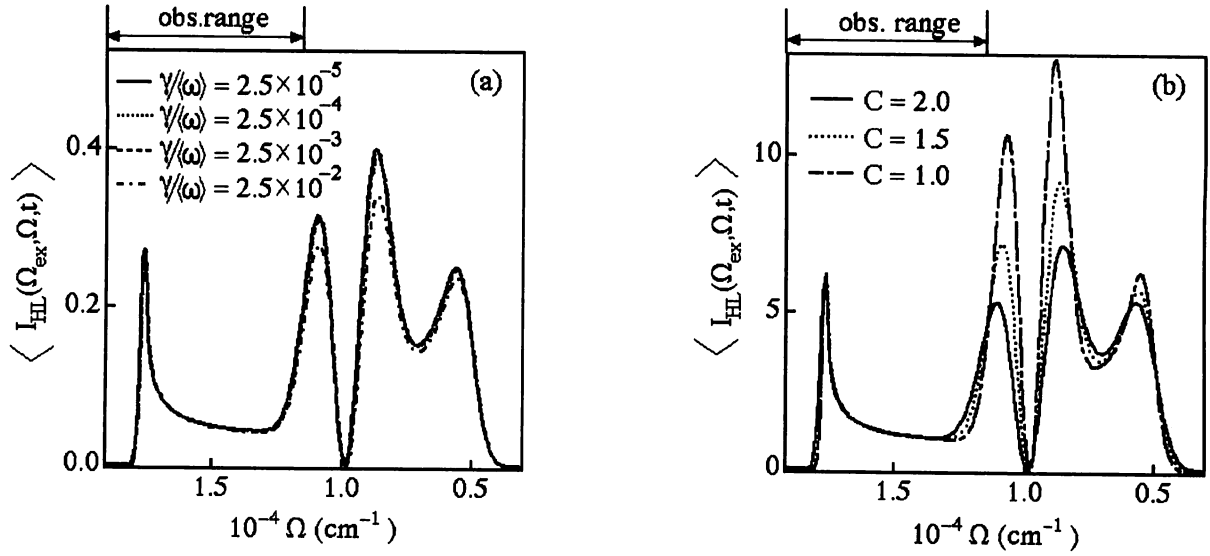 obs.range
(a)
γ/⟨ω⟩ = 2.5×10⁻⁵
γ/⟨ω⟩ = 2.5×10⁻⁴
γ/⟨ω⟩ = 2.5×10⁻³
γ/⟨ω⟩ = 2.5×10⁻²
0.4
0.2
0.0
⟨ I_HL(Ω_ex,Ω,t) ⟩
1.5
1.0
0.5
10⁻⁴ Ω (cm⁻¹)
obs. range
(b)
C = 2.0
C = 1.5
C = 1.0
10
5
0
⟨ I_HL(Ω_ex,Ω,t) ⟩
1.5
1.0
0.5
10⁻⁴ Ω (cm⁻¹)